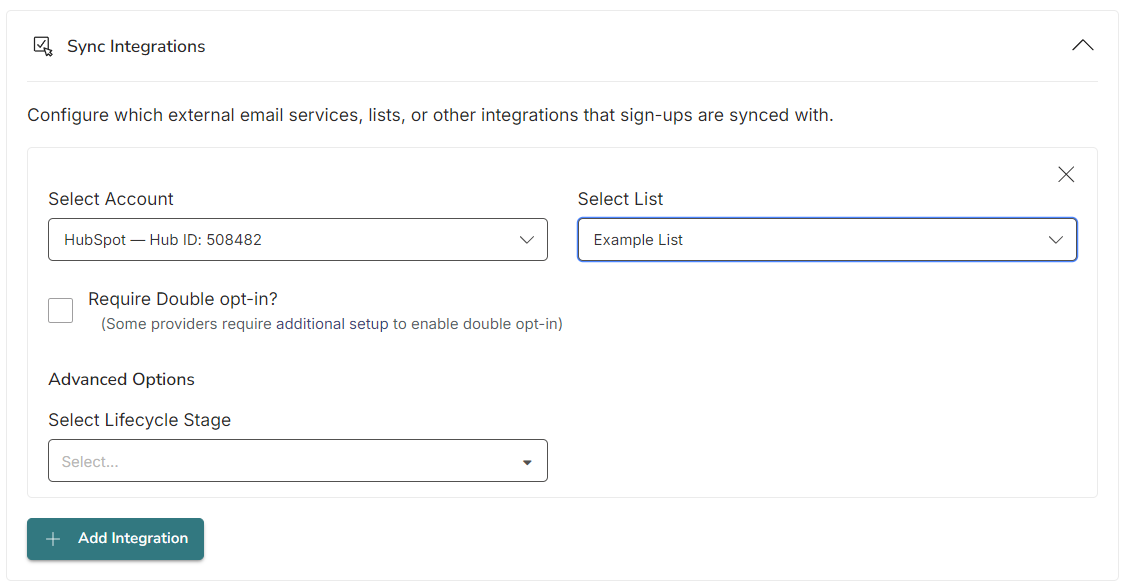 Sync Integrations
Configure which external email services, lists, or other integrations that sign-ups are synced with.
Select Account
Select List
HubSpot — Hub ID: 508482
Example List
Require Double opt-in?
(Some providers require additional setup to enable double opt-in)
Advanced Options
Select Lifecycle Stage
Select...
Add Integration